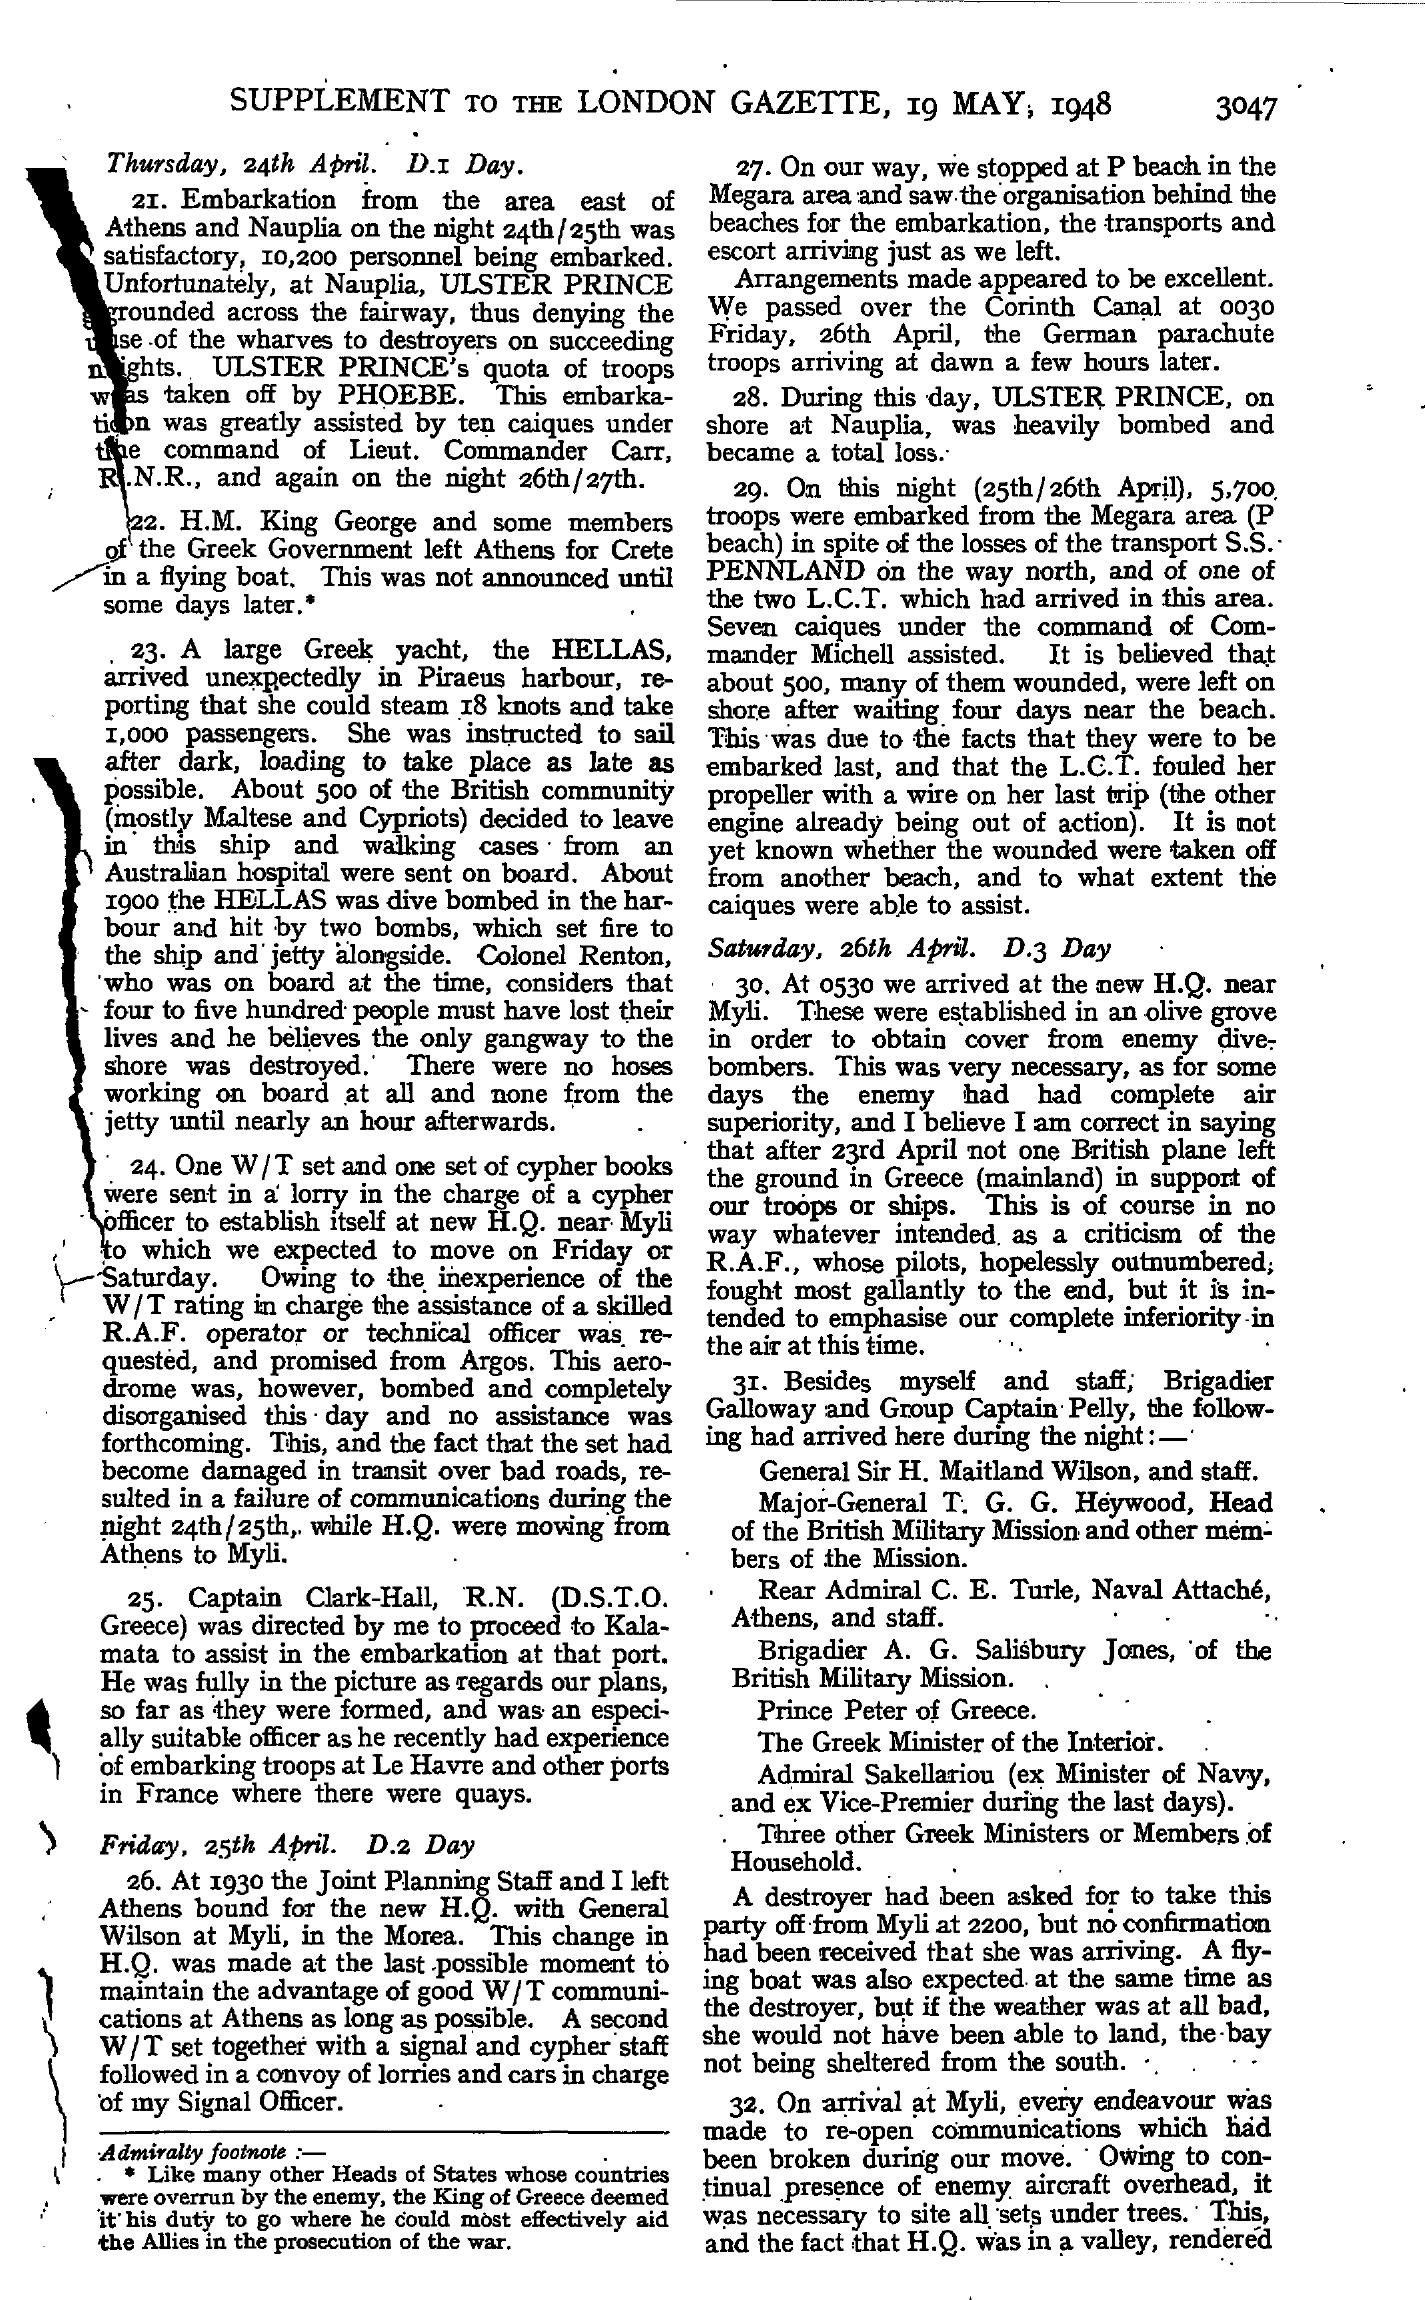 SUPPLEMENT TO THE LONDON GAZETTE, 19 MAY, 1948 3047
Thursday, 24th April. D.1 Day.
21. Embarkation from the area east of
Athens and Nauplia on the night 24th/25th was
satisfactory, 10,200 personnel being embarked.
Unfortunately, at Nauplia, ULSTER PRINCE
grounded across the fairway, thus denying the
use of the wharves to destroyers on succeeding
nights. ULSTER PRINCE's quota of troops
was taken off by PHOEBE. This embarka-
tion was greatly assisted by ten caiques under
the command of Lieut. Commander Carr,
R.N.R., and again on the night 26th/27th.
22. H.M. King George and some members
of the Greek Government left Athens for Crete
in a flying boat. This was not announced until
some days later.*
23. A large Greek yacht, the HELLAS,
arrived unexpectedly in Piraeus harbour, re-
porting that she could steam 18 knots and take
1,000 passengers. She was instructed to sail
after dark, loading to take place as late as
possible. About 500 of the British community
(mostly Maltese and Cypriots) decided to leave
in this ship and walking cases from an
Australian hospital were sent on board. About
1900 the HELLAS was dive bombed in the har-
bour and hit by two bombs, which set fire to
the ship and jetty alongside. Colonel Renton,
who was on board at the time, considers that
four to five hundred people must have lost their
lives and he believes the only gangway to the
shore was destroyed. There were no hoses
working on board at all and none from the
jetty until nearly an hour afterwards.
24. One W/T set and one set of cypher books
were sent in a lorry in the charge of a cypher
officer to establish itself at new H.Q. near Myli
to which we expected to move on Friday or
Saturday. Owing to the inexperience of the
W/T rating in charge the assistance of a skilled
R.A.F. operator or technical officer was re-
quested, and promised from Argos. This aero-
drome was, however, bombed and completely
disorganised this day and no assistance was
forthcoming. This, and the fact that the set had
become damaged in transit over bad roads, re-
sulted in a failure of communications during the
night 24th/25th, while H.Q. were moving from
Athens to Myli.
25. Captain Clark-Hall, R.N. (D.S.T.O.
Greece) was directed by me to proceed to Kala-
mata to assist in the embarkation at that port.
He was fully in the picture as regards our plans,
so far as they were formed, and was an especi-
ally suitable officer as he recently had experience
of embarking troops at Le Havre and other ports
in France where there were quays.
Friday, 25th April. D.2 Day
26. At 1930 the Joint Planning Staff and I left
Athens bound for the new H.Q. with General
Wilson at Myli, in the Morea. This change in
H.Q. was made at the last possible moment to
maintain the advantage of good W/T communi-
cations at Athens as long as possible. A second
W/T set together with a signal and cypher staff
followed in a convoy of lorries and cars in charge
of my Signal Officer.
Admiralty footnote :—
* Like many other Heads of States whose countries
were overrun by the enemy, the King of Greece deemed
it his duty to go where he could most effectively aid
the Allies in the prosecution of the war.
27. On our way, we stopped at P beach in the
Megara area and saw the organisation behind the
beaches for the embarkation, the transports and
escort arriving just as we left.
Arrangements made appeared to be excellent.
We passed over the Corinth Canal at 0030
Friday, 26th April, the German parachute
troops arriving at dawn a few hours later.
28. During this day, ULSTER PRINCE, on
shore at Nauplia, was heavily bombed and
became a total loss.
29. On this night (25th/26th April), 5,700
troops were embarked from the Megara area (P
beach) in spite of the losses of the transport S.S.
PENNLAND on the way north, and of one of
the two L.C.T. which had arrived in this area.
Seven caiques under the command of Com-
mander Michell assisted. It is believed that
about 500, many of them wounded, were left on
shore after waiting four days near the beach.
This was due to the facts that they were to be
embarked last, and that the L.C.T. fouled her
propeller with a wire on her last trip (the other
engine already being out of action). It is not
yet known whether the wounded were taken off
from another beach, and to what extent the
caiques were able to assist.
Saturday, 26th April. D.3 Day
30. At 0530 we arrived at the new H.Q. near
Myli. These were established in an olive grove
in order to obtain cover from enemy dive-
bombers. This was very necessary, as for some
days the enemy had had complete air
superiority, and I believe I am correct in saying
that after 23rd April not one British plane left
the ground in Greece (mainland) in support of
our troops or ships. This is of course in no
way whatever intended as a criticism of the
R.A.F., whose pilots, hopelessly outnumbered,
fought most gallantly to the end, but it is in-
tended to emphasise our complete inferiority in
the air at this time.
31. Besides myself and staff, Brigadier
Galloway and Group Captain Pelly, the follow-
ing had arrived here during the night:—
General Sir H. Maitland Wilson, and staff.
Major-General T. G. G. Heywood, Head
of the British Military Mission and other mem-
bers of the Mission.
Rear Admiral C. E. Turle, Naval Attaché,
Athens, and staff.
Brigadier A. G. Salisbury Jones, of the
British Military Mission.
Prince Peter of Greece.
The Greek Minister of the Interior.
Admiral Sakellariou (ex Minister of Navy,
and ex Vice-Premier during the last days).
Three other Greek Ministers or Members of
Household.
A destroyer had been asked for to take this
party off from Myli at 2200, but no confirmation
had been received that she was arriving. A fly-
ing boat was also expected at the same time as
the destroyer, but if the weather was at all bad,
she would not have been able to land, the bay
not being sheltered from the south.
32. On arrival at Myli, every endeavour was
made to re-open communications which had
been broken during our move. Owing to con-
tinual presence of enemy aircraft overhead, it
was necessary to site all sets under trees. This,
and the fact that H.Q. was in a valley, rendered